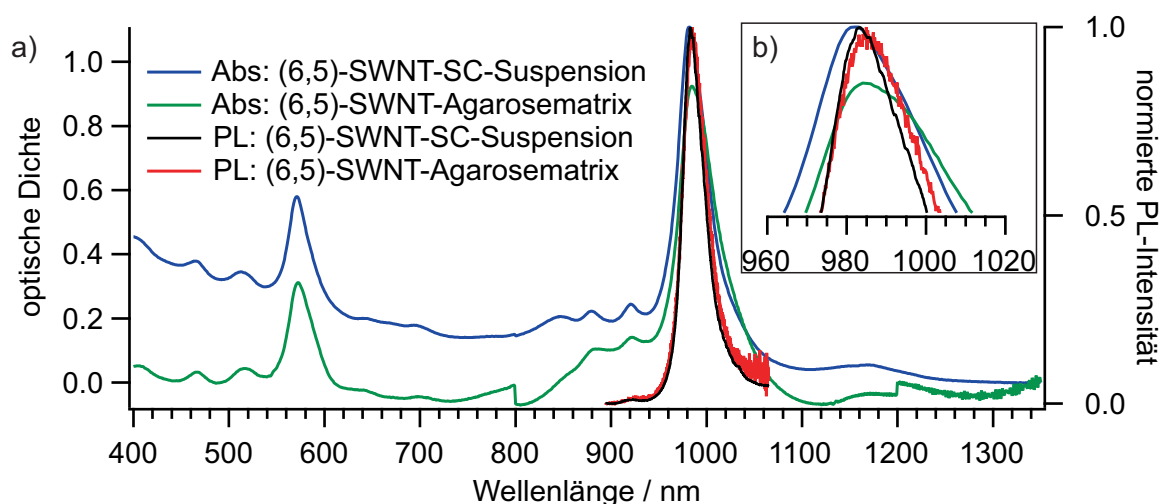 a)
b)
Abs: (6,5)-SWNT-SC-Suspension
Abs: (6,5)-SWNT-Agarosematrix
PL: (6,5)-SWNT-SC-Suspension
PL: (6,5)-SWNT-Agarosematrix
optische Dichte
1.0
0.8
0.6
0.4
0.2
0.0
960 980 1000 1020
normierte PL-Intensität
1.0
0.5
0.0
400 500 600 700 800 900 1000 1100 1200 1300
Wellenlänge / nm